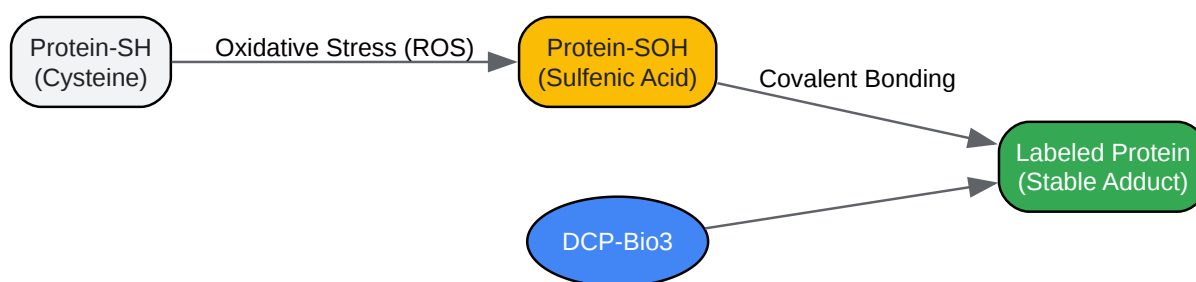 Protein-SH
(Cysteine)
Oxidative Stress (ROS)
Protein-SOH
(Sulfenic Acid)
Covalent Bonding
Labeled Protein
(Stable Adduct)
DCP-Bio3